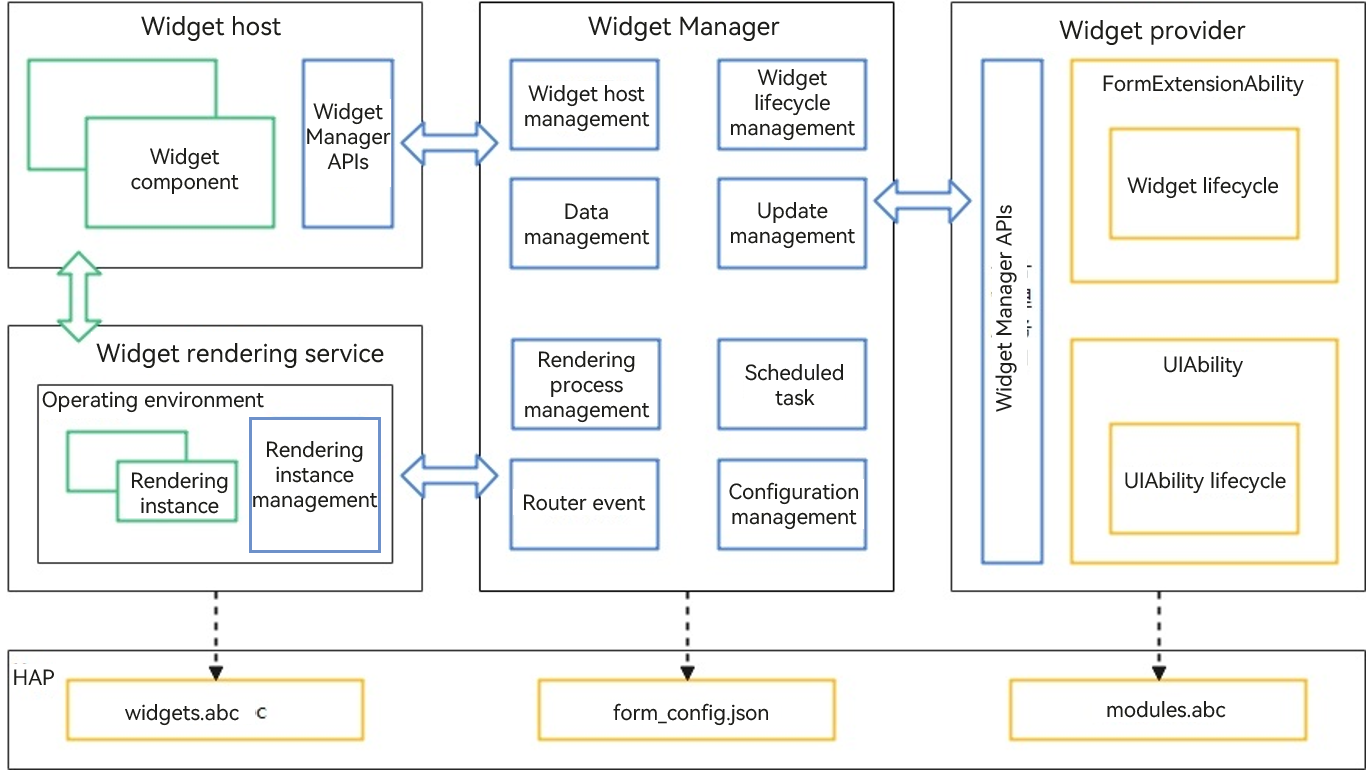 Widget host
Widget
component
Widget
Manager
APIs
Widget Manager
Widget host
management
Widget
lifecycle
management
Data
management
Update
management
Rendering
process
management
Scheduled
task
Router event
Configuration
management
Widget provider
Widget Manager APIs
FormExtensionAbility
Widget lifecycle
UIAbility
UIAbility lifecycle
Widget rendering service
Operating environment
Rendering
instance
Rendering
instance
management
HAP
widgets.abc c
form_config.json
modules.abc